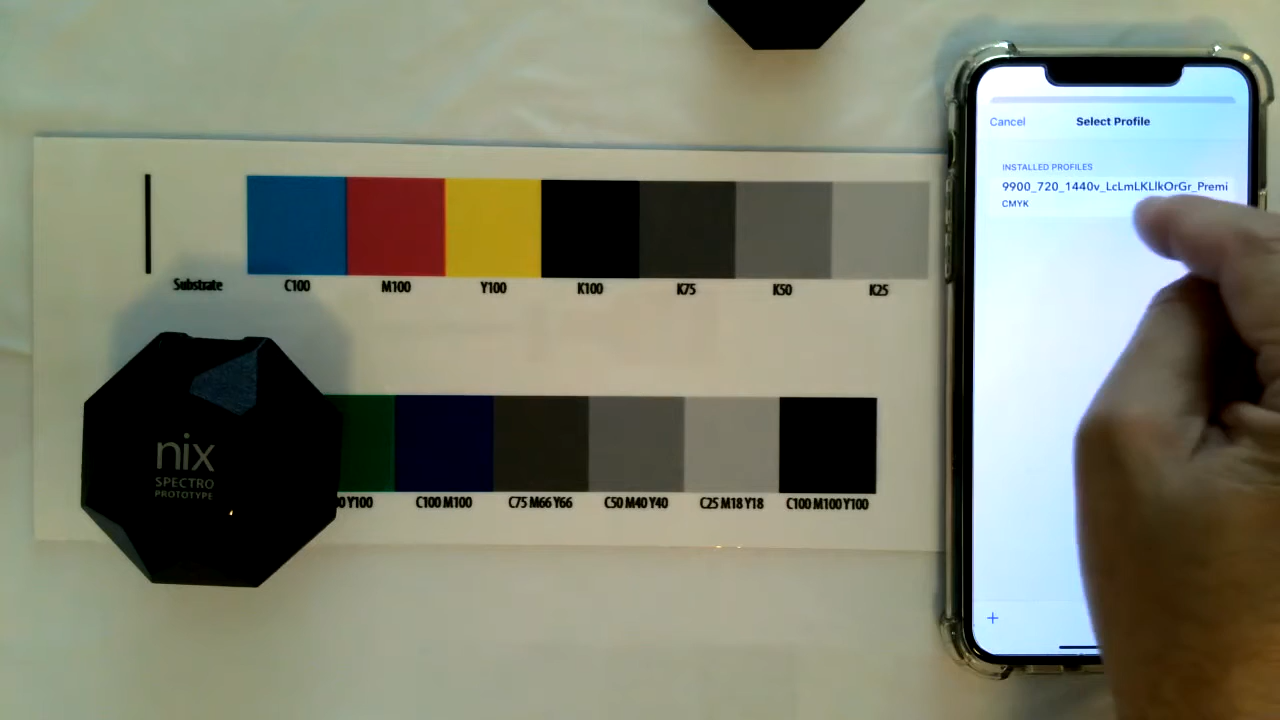 Cancel Select Profile
INSTALLED PROFILES
9900_720_1440v_LcLmLKLlkOrGr_Premi
CMYK
Substrate C100 M100 Y100 K100 K75 K50 K25
nix
SPECTRO
PROTOTYPE
0 Y100 C100 M100 C75 M66 Y66 C50 M40 Y40 C25 M18 Y18 C100 M100 Y100
+